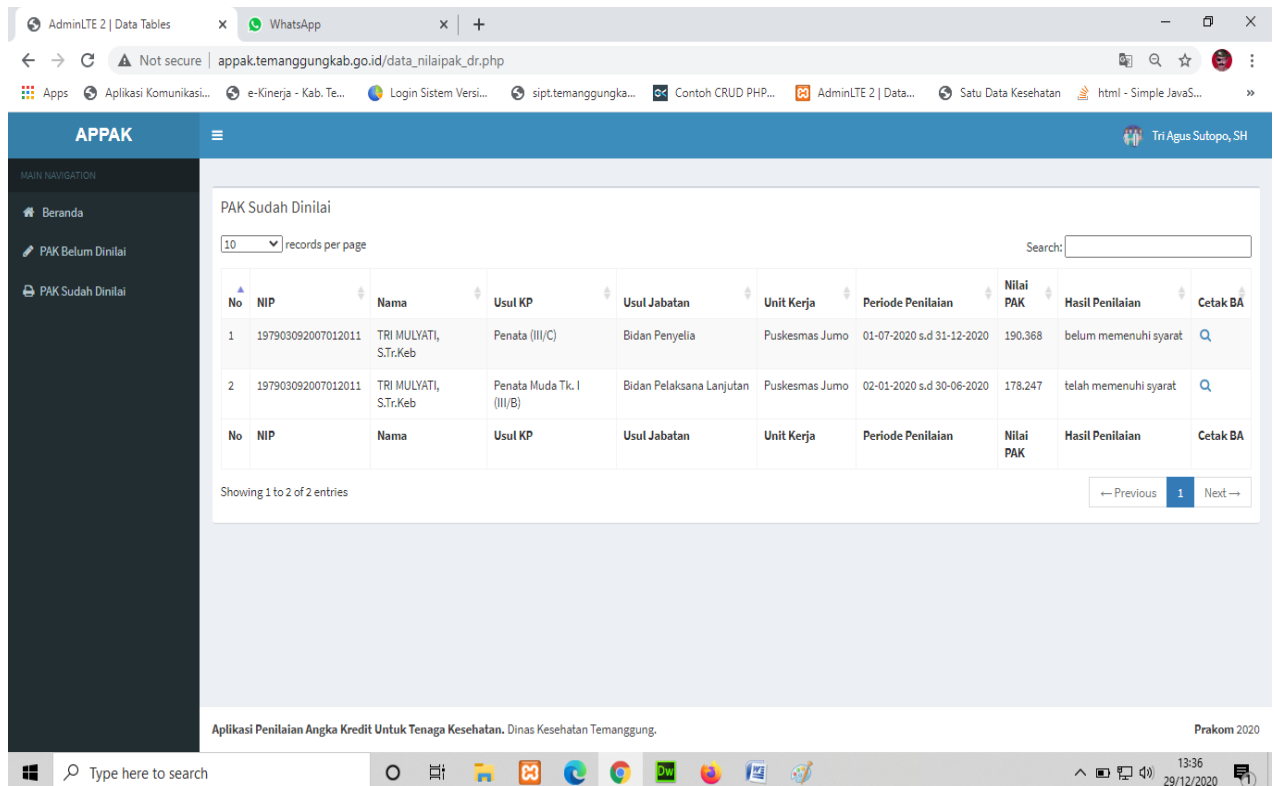 AdminLTE 2 | Data Tables
WhatsApp
Not secure | appak.temanggungkab.go.id/data_nilaipak_dr.php
Apps Aplikasi Komunikasi... e-Kinerja - Kab. Te... Login Sistem Versi... sipt.temanggungka... Contoh CRUD PHP... AdminLTE 2 | Data... Satu Data Kesehatan html - Simple JavaS... »
APPAK
Tri Agus Sutopo, SH
MAIN NAVIGATION
Beranda
PAK Belum Dinilai
PAK Sudah Dinilai
PAK Sudah Dinilai
10 records per page
Search:
No NIP Nama Usul KP Usul Jabatan Unit Kerja Periode Penilaian Nilai PAK Hasil Penilaian Cetak BA
1 197903092007012011 TRI MULYATI, S.Tr.Keb Penata (III/C) Bidan Penyelia Puskesmas Jumo 01-07-2020 s.d 31-12-2020 190.368 belum memenuhi syarat
2 197903092007012011 TRI MULYATI, S.Tr.Keb Penata Muda Tk. I (III/B) Bidan Pelaksana Lanjutan Puskesmas Jumo 02-01-2020 s.d 30-06-2020 178.247 telah memenuhi syarat
No NIP Nama Usul KP Usul Jabatan Unit Kerja Periode Penilaian Nilai PAK Hasil Penilaian Cetak BA
Showing 1 to 2 of 2 entries
← Previous 1 Next →
Aplikasi Penilaian Angka Kredit Untuk Tenaga Kesehatan. Dinas Kesehatan Temanggung.
Prakom 2020
Type here to search
Dw
13:36
29/12/2020
1